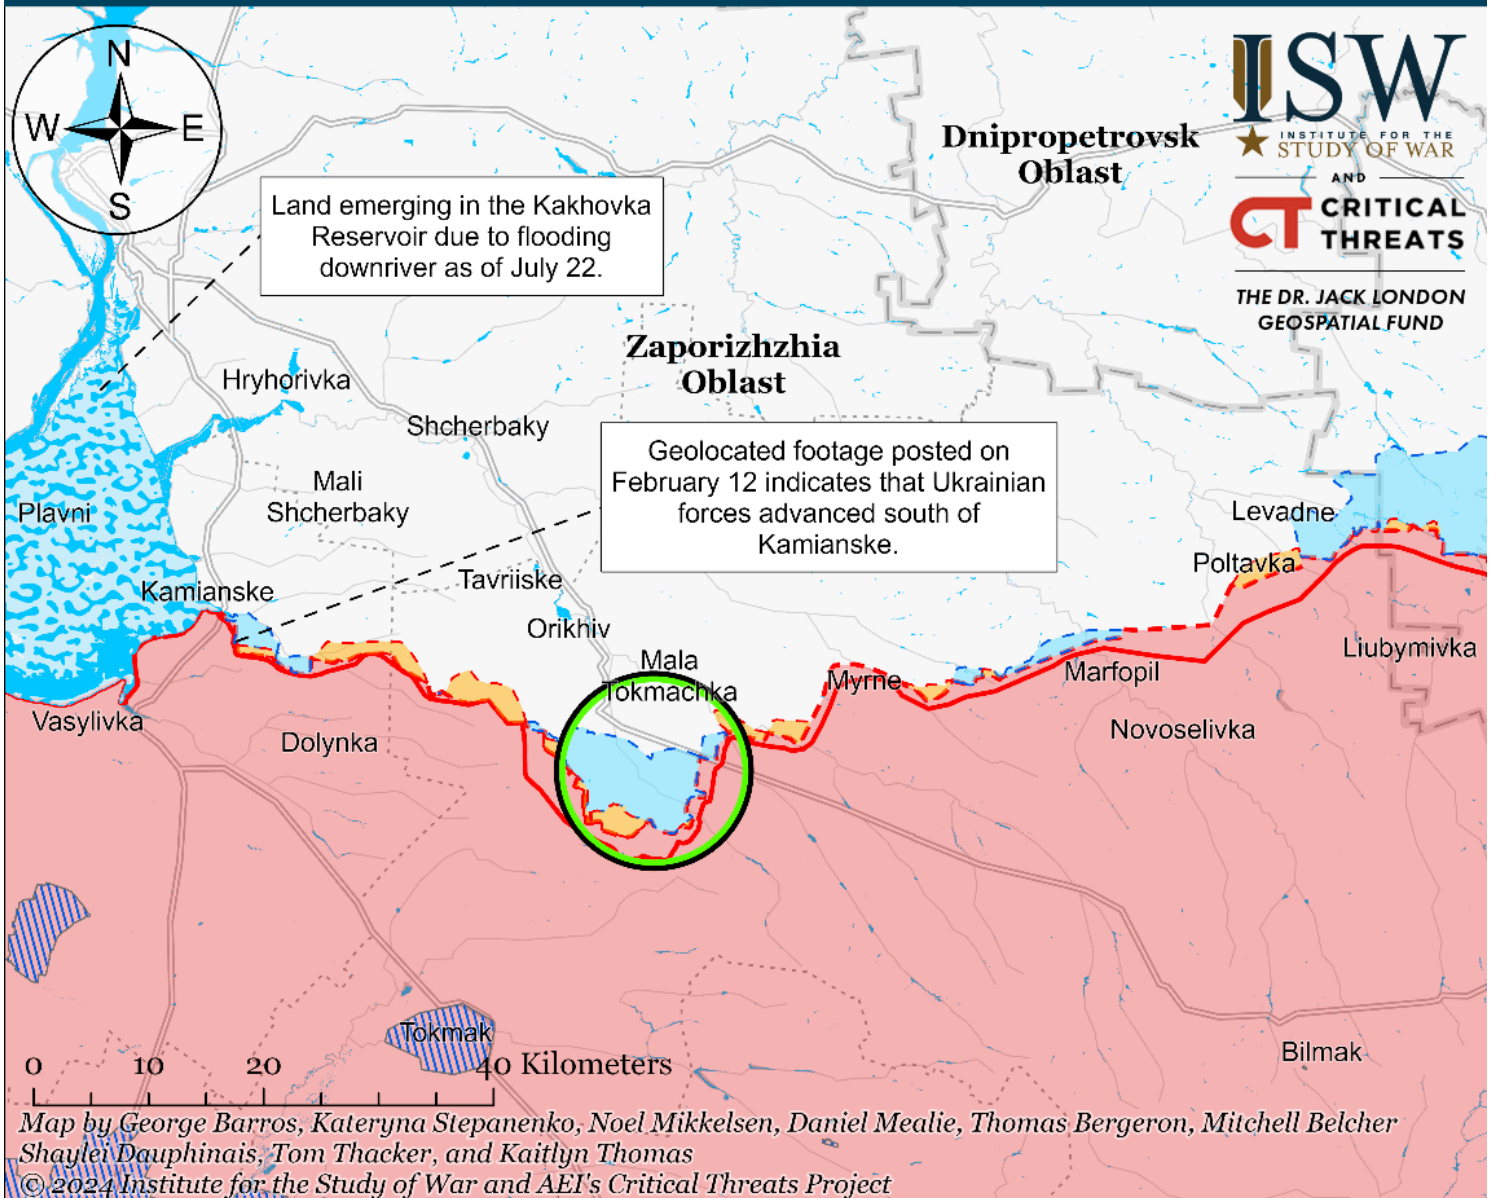 N
W
E
S
ISW
INSTITUTE FOR THE
STUDY OF WAR
AND
CT CRITICAL
THREATS
THE DR. JACK LONDON
GEOSPATIAL FUND
Dnipropetrovsk
Oblast
Land emerging in the Kakhovka
Reservoir due to flooding
downriver as of July 22.
Zaporizhzhia
Oblast
Hryhorivka
Shcherbaky
Geolocated footage posted on
February 12 indicates that Ukrainian
forces advanced south of
Kamianske.
Mali
Shcherbaky
Plavni
Levadne
Poltavka
Kamianske
Tavriiske
Orikhiv
Liubymivka
Mala
Tokmachka
Myrne
Marfopil
Vasylivka
Dolynka
Novoselivka
Tokmak
Bilmak
0 10 20 40 Kilometers
Map by George Barros, Kateryna Stepanenko, Noel Mikkelsen, Daniel Mealie, Thomas Bergeron, Mitchell Belcher
Shaylei Dauphinais, Tom Thacker, and Kaitlyn Thomas
© 2024 Institute for the Study of War and AEI's Critical Threats Project